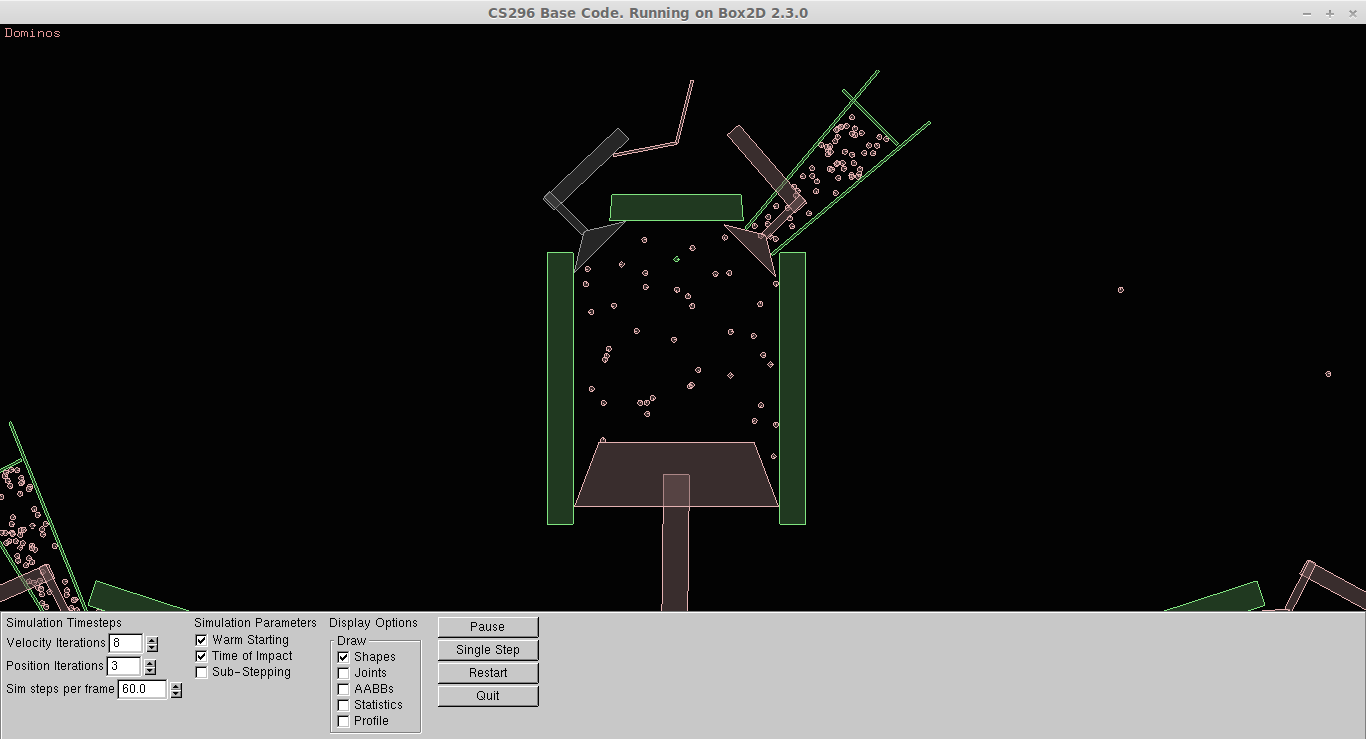 CS296 Base Code. Running on Box2D 2.3.0
Dominos
Simulation Timesteps
Velocity Iterations 8
Position Iterations 3
Sim steps per frame 60.0
Simulation Parameters
Warm Starting
Time of Impact
Sub-Stepping
Display Options
Draw
Shapes
Joints
AABBs
Statistics
Profile
Pause
Single Step
Restart
Quit